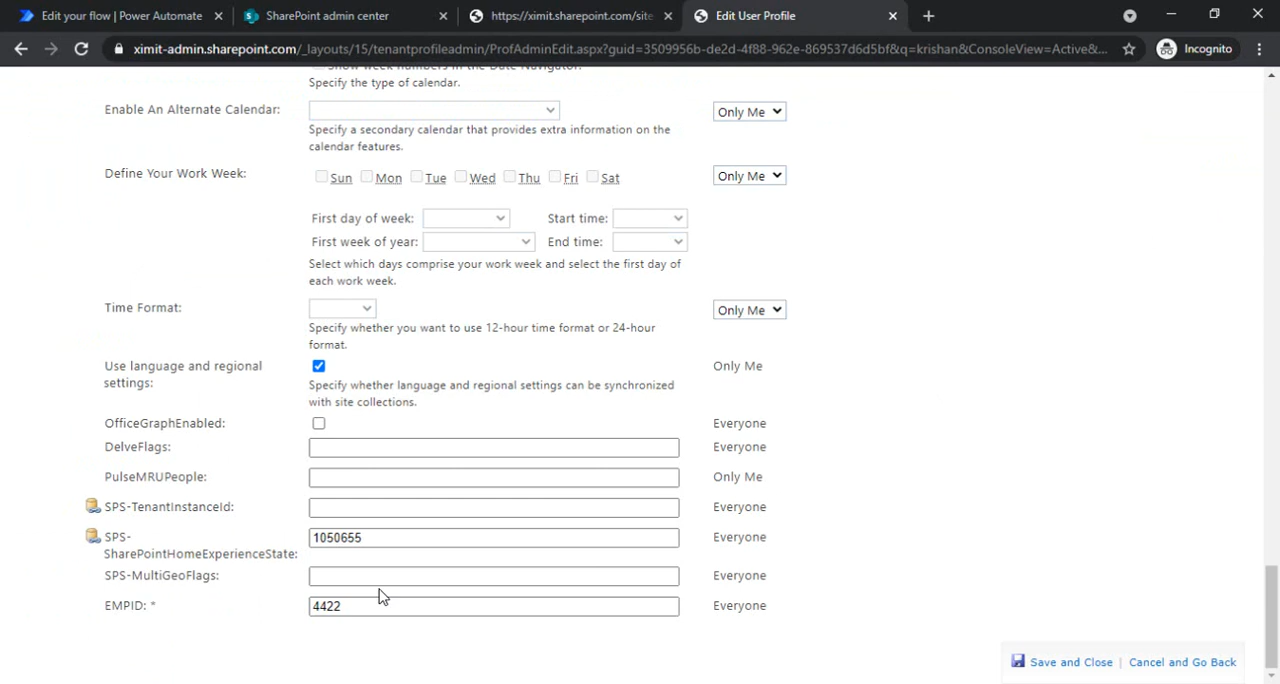 Edit your flow | Power Automate
SharePoint admin center
https://ximit.sharepoint.com/site
Edit User Profile
ximit-admin.sharepoint.com/_layouts/15/tenantprofileadmin/ProfAdminEdit.aspx?guid=3509956b-de2d-4f88-962e-869537d6d5bf&q=krishan&ConsoleView=Active&...
Incognito
Show week numbers in the Date Navigator.
Specify the type of calendar.
Enable An Alternate Calendar:
Only Me
Specify a secondary calendar that provides extra information on the
calendar features.
Define Your Work Week:
Sun Mon Tue Wed Thu Fri Sat
Only Me
First day of week:
Start time:
First week of year:
End time:
Select which days comprise your work week and select the first day of
each work week.
Time Format:
Only Me
Specify whether you want to use 12-hour time format or 24-hour
format.
Use language and regional
settings:
Only Me
Specify whether language and regional settings can be synchronized
with site collections.
OfficeGraphEnabled:
Everyone
DelveFlags:
Everyone
PulseMRUPeople:
Only Me
SPS-TenantInstanceId:
Everyone
SPS-
SharePointHomeExperienceState:
1050655
Everyone
SPS-MultiGeoFlags:
Everyone
EMPID: *
4422
Everyone
Save and Close | Cancel and Go Back